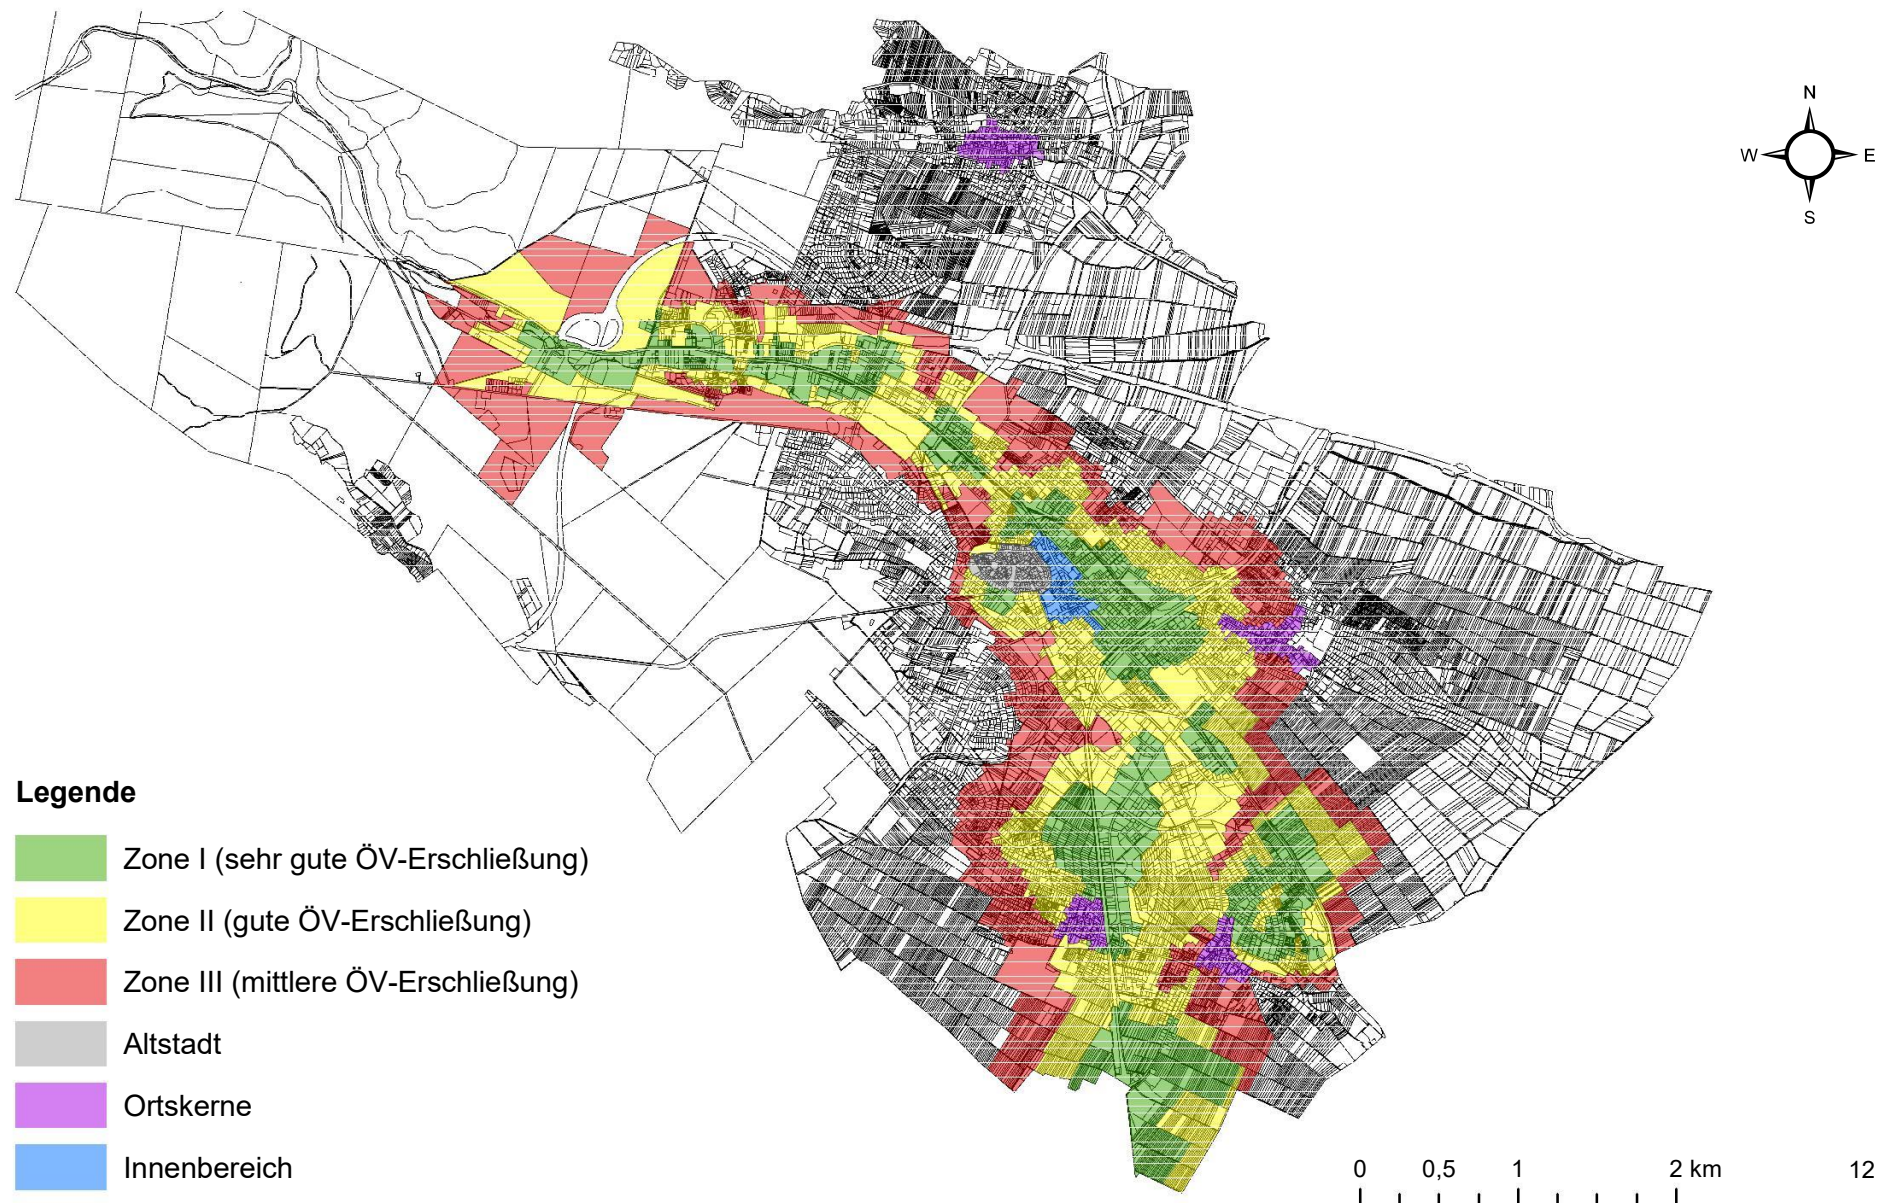 N
W E
S
Legende
Zone I (sehr gute ÖV-Erschließung)
Zone II (gute ÖV-Erschließung)
Zone III (mittlere ÖV-Erschließung)
Altstadt
Ortskerne
Innenbereich
0 0,5 1 2 km
12